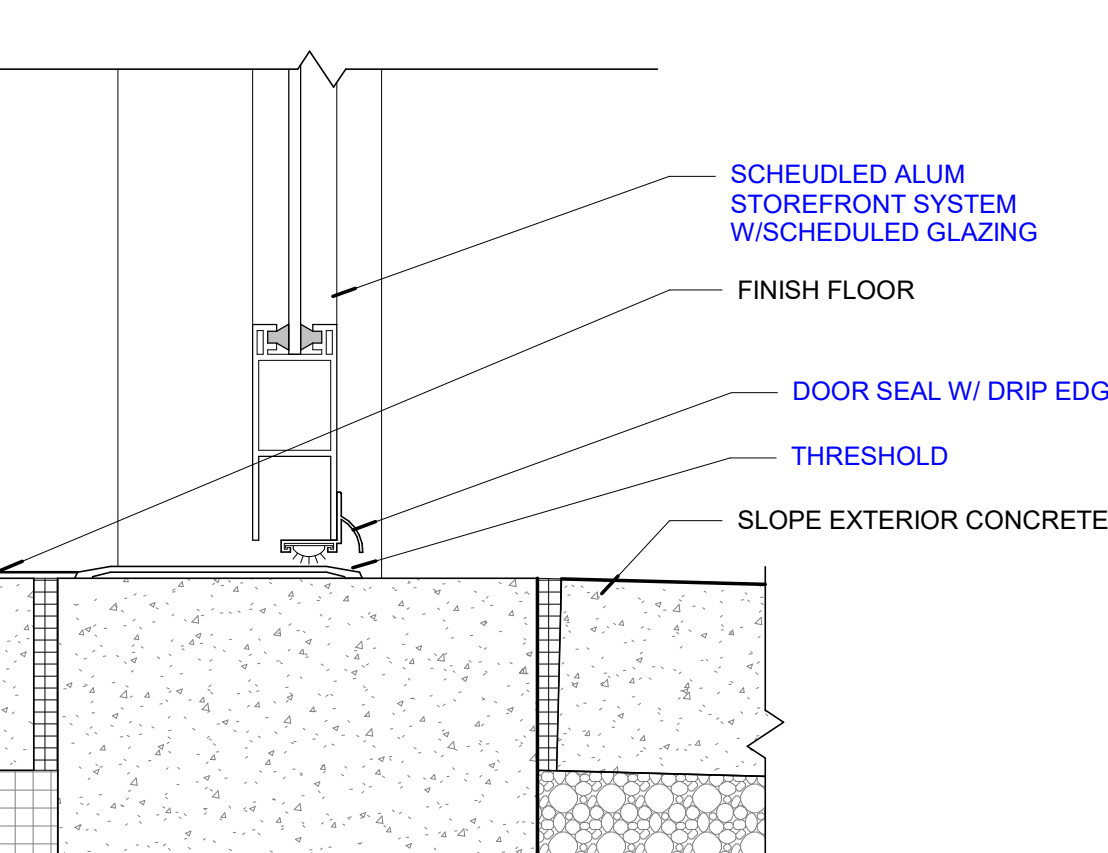 SCHEUDLED ALUM
STOREFRONT SYSTEM
W/SCHEDULED GLAZING
FINISH FLOOR
DOOR SEAL W/ DRIP EDG
THRESHOLD
SLOPE EXTERIOR CONCRETE